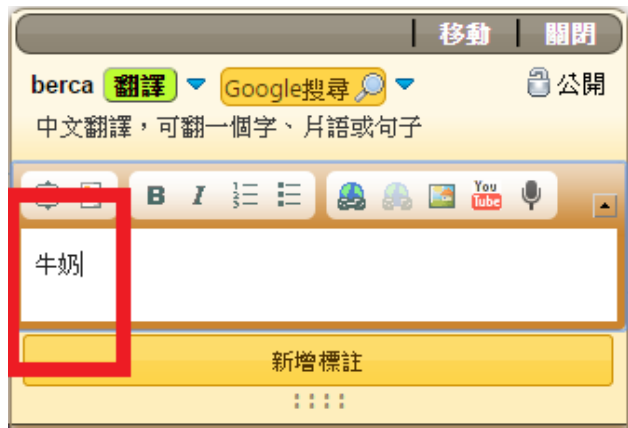 移動 關閉
berca 翻譯 Google搜尋 公開
中文翻譯，可翻一個字、片語或句子
B I You Tube
牛奶
新增標註